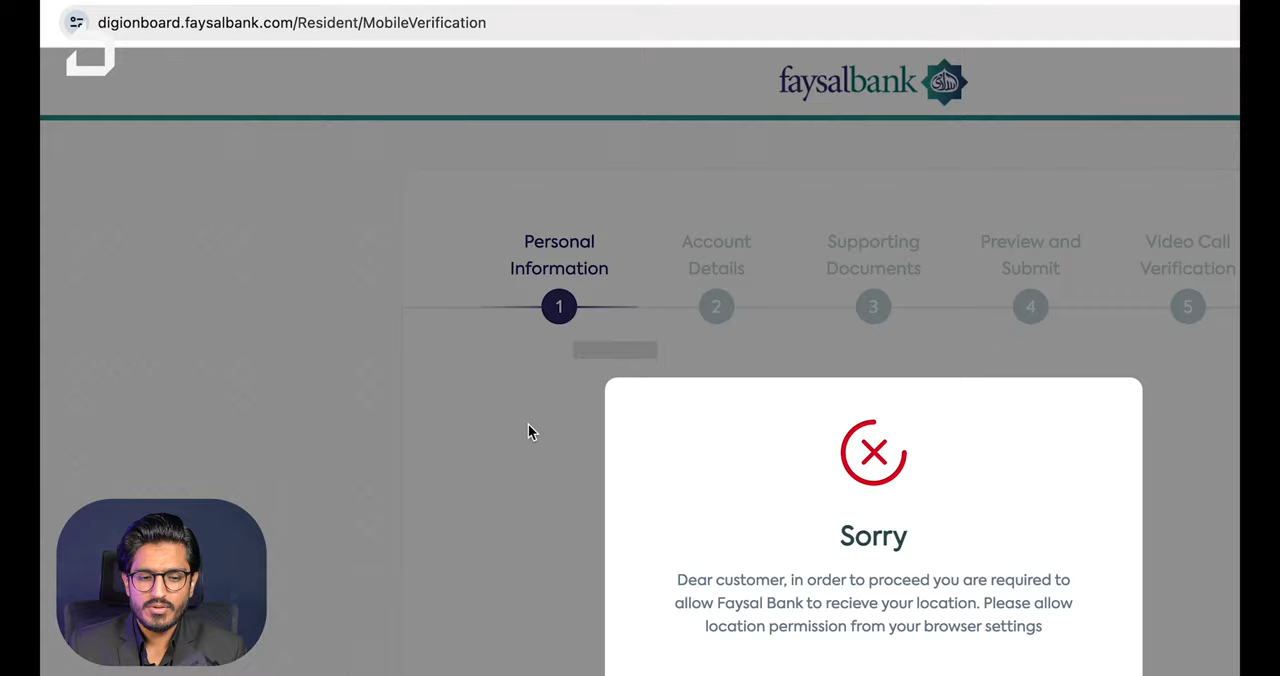 digionboard.faysalbank.com/Resident/MobileVerification
faysalbank
Personal
Information
Account
Details
Supporting
Documents
Preview and
Submit
Video Call
Verification
1
2
3
4
5
Sorry
Dear customer, in order to proceed you are required to
allow Faysal Bank to recieve your location. Please allow
location permission from your browser settings